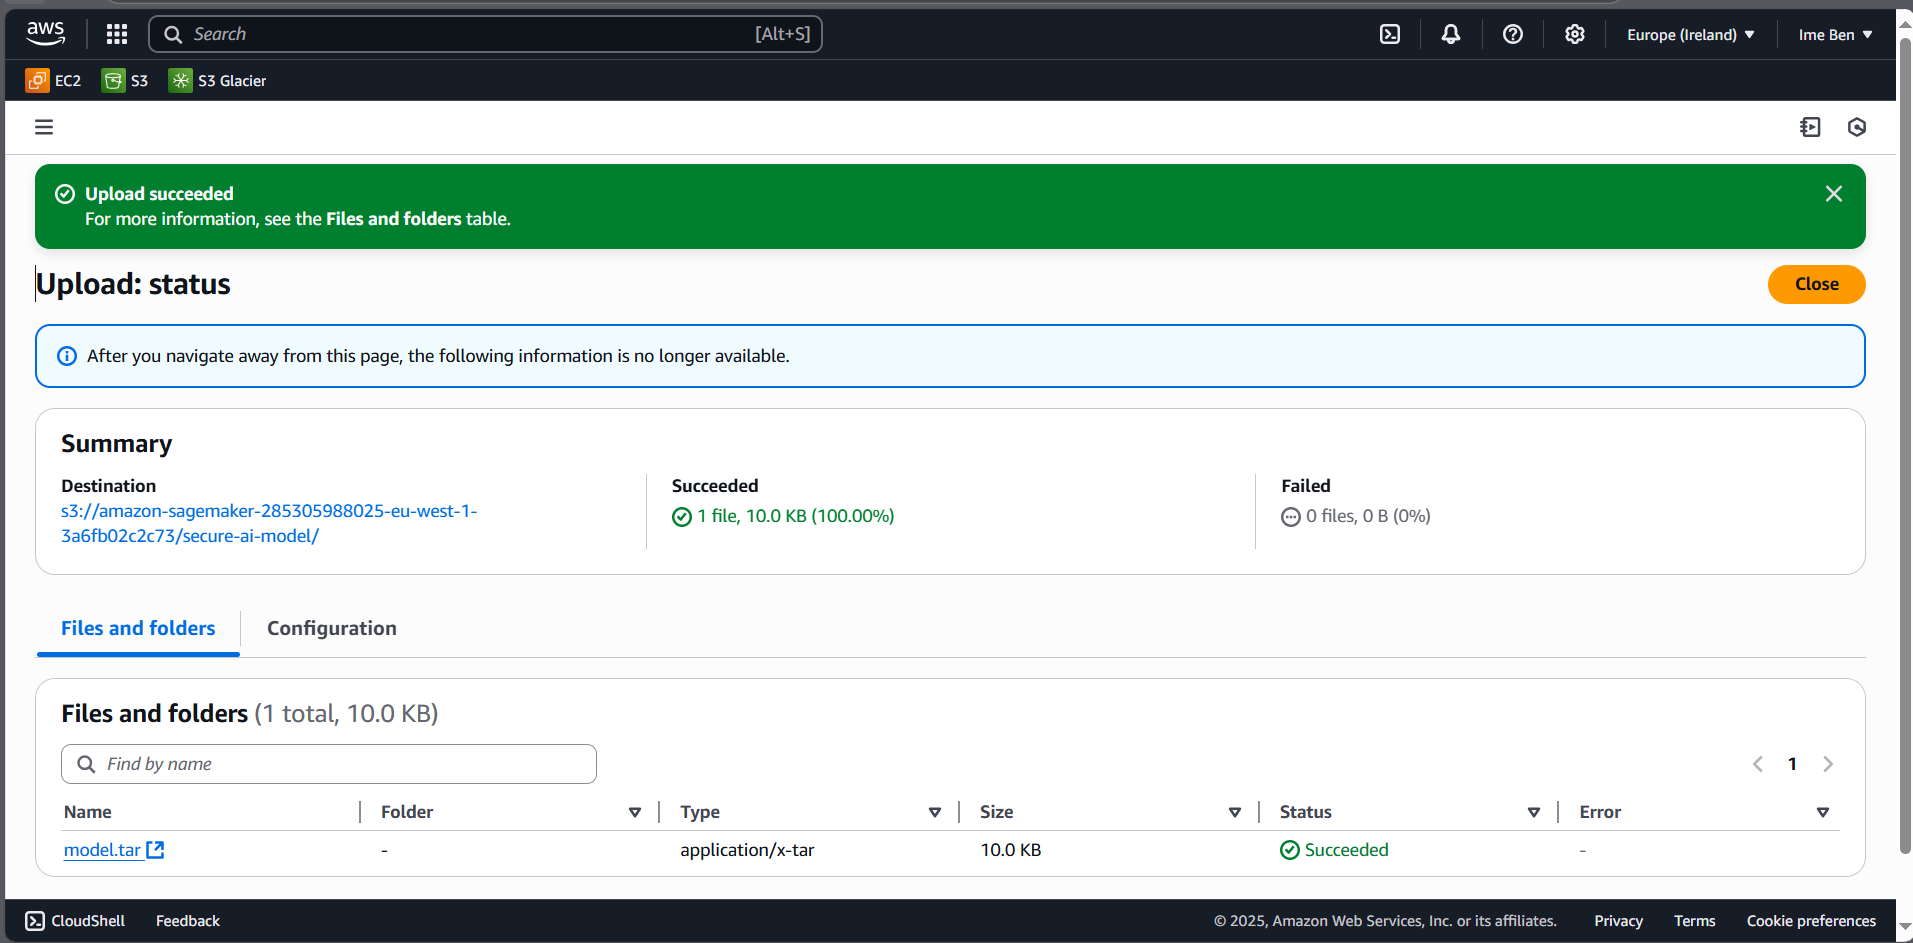 aws
Search
[Alt+S]
Europe (Ireland)
Ime Ben
EC2
S3
S3 Glacier
Upload succeeded
For more information, see the Files and folders table.
Upload: status
Close
After you navigate away from this page, the following information is no longer available.
Summary
Destination
s3://amazon-sagemaker-285305988025-eu-west-1-
3a6fb02c2c73/secure-ai-model/
Succeeded
1 file, 10.0 KB (100.00%)
Failed
0 files, 0 B (0%)
Files and folders
Configuration
Files and folders (1 total, 10.0 KB)
Find by name
1
Name
Folder
Type
Size
Status
Error
model.tar
-
application/x-tar
10.0 KB
Succeeded
-
CloudShell
Feedback
© 2025, Amazon Web Services, Inc. or its affiliates.
Privacy
Terms
Cookie preferences